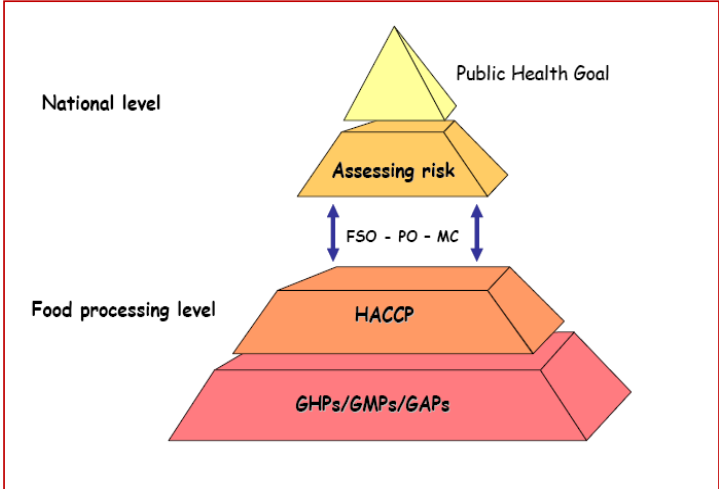 Public Health Goal
National level
Assessing risk
FSO - PO - MC
Food processing level
HACCP
GHPs/GMPs/GAPs